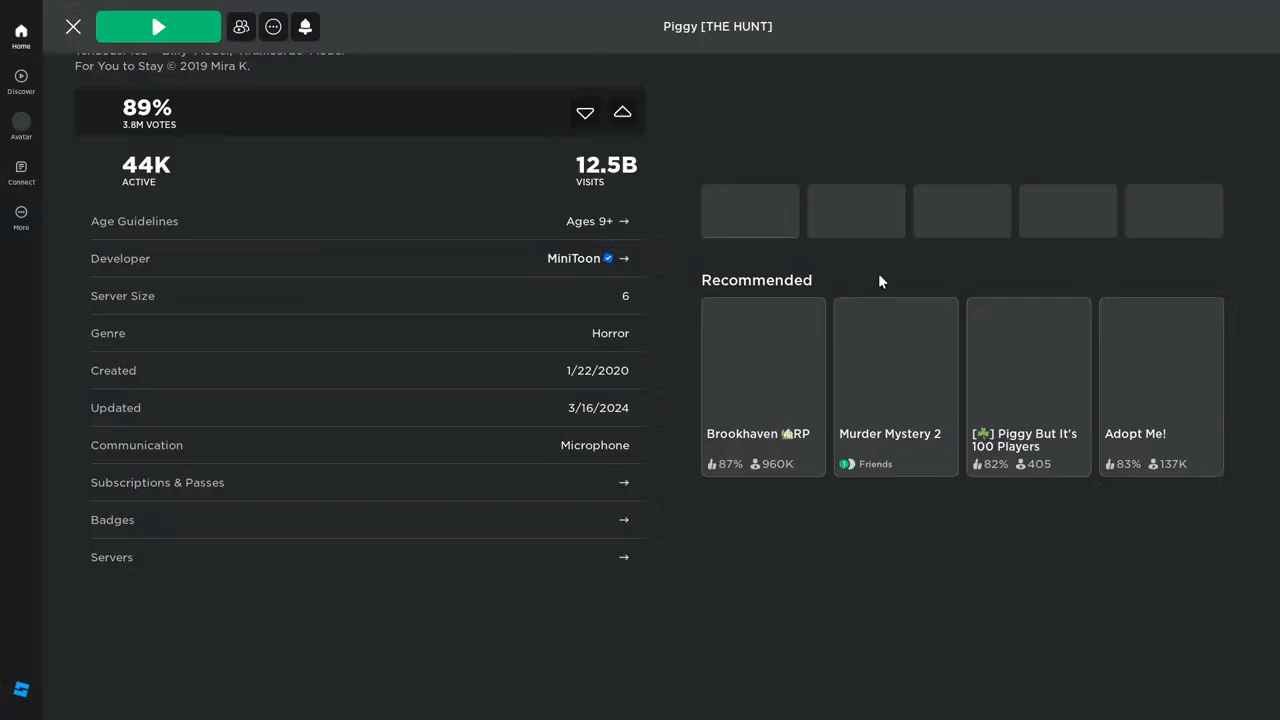 Piggy [THE HUNT]
Home
Discover
Avatar
Connect
More
For You to Stay © 2019 Mira K.
89%
3.8M VOTES
44K
ACTIVE
12.5B
VISITS
Age Guidelines
Ages 9+ →
Developer
MiniToon →
Server Size
6
Genre
Horror
Created
1/22/2020
Updated
3/16/2024
Communication
Microphone
Subscriptions & Passes →
Badges →
Servers →
Recommended
Brookhaven 🏡RP
87% 960K
Murder Mystery 2
1 Friends
[☘️] Piggy But It's
100 Players
82% 405
Adopt Me!
83% 137K